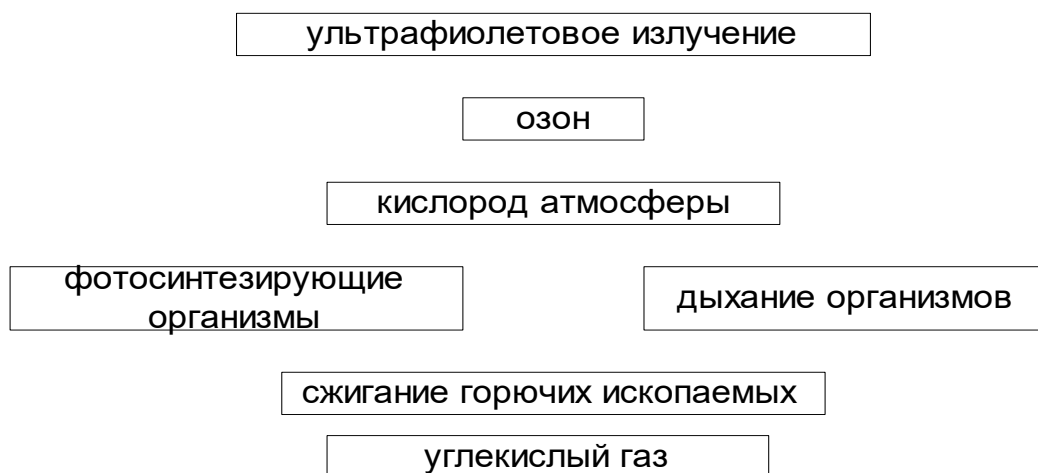 ультрафиолетовое излучение
озон
кислород атмосферы
фотосинтезирующие
организмы
дыхание организмов
сжигание горючих ископаемых
углекислый газ